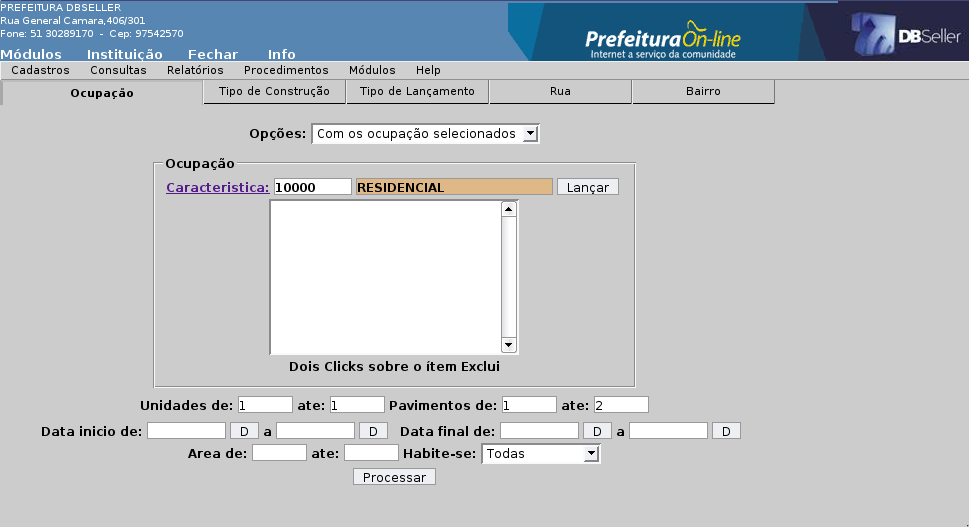 PREFEITURA DBSELLER
Rua General Camara,406/301
Fone: 51 30289170 - Cep: 97542570
Prefeitura On-line
Internet a serviço da comunidade
DBSeller
Módulos Instituição Fechar Info
Cadastros Consultas Relatórios Procedimentos Módulos Help
Ocupação Tipo de Construção Tipo de Lançamento Rua Bairro
Opções: Com os ocupação selecionados
Ocupação
Caracteristica: 10000 RESIDENCIAL Lançar
Dois Clicks sobre o ítem Exclui
Unidades de: 1 ate: 1 Pavimentos de: 1 ate: 2
Data inicio de: D a D Data final de: D a D
Area de: ate: Habite-se: Todas
Processar